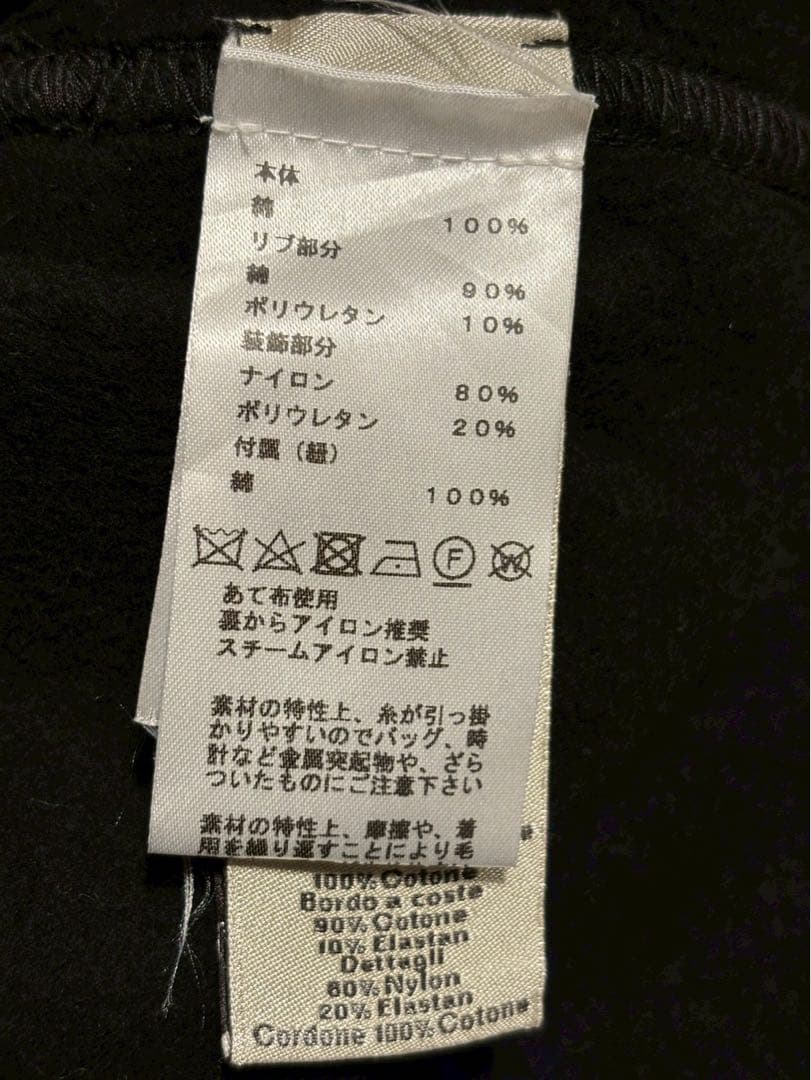 本体
綿 100%
リブ部分
綿 90%
ポリウレタン 10%
装飾部分
ナイロン 80%
ポリウレタン 20%
付属(紐)
綿 100%
F W
あて布使用
裏からアイロン推奨
スチームアイロン禁止
素材の特性上、糸が引っ掛
かりやすいのでバッグ、時
計など金属突起物や、ざら
ついたものにご注意下さい
素材の特性上、摩擦や、着
用を繰り返すことにより毛
100% Cotone
Bordo a coste
90% Cotone
10% Elastan
Dettagli
80% Nylon
20% Elastan
Cordone 100% Cotone